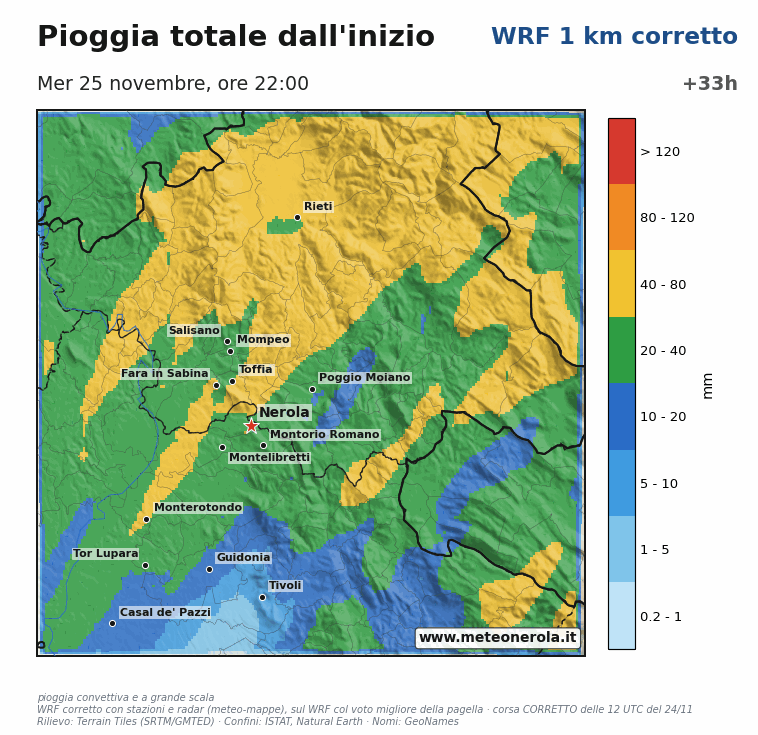 Pioggia totale dall'inizio
WRF 1 km corretto
Mer 25 novembre, ore 22:00
+33h
Rieti
Salisano
Mompeo
Fara in Sabina
Toffia
Poggio Moiano
Nerola
Montorio Romano
Montelibretti
Monterotondo
Tor Lupara
Guidonia
Tivoli
Casal de' Pazzi
www.meteonerola.it
> 120
80 - 120
40 - 80
20 - 40
10 - 20
5 - 10
1 - 5
0.2 - 1
mm
pioggia convettiva e a grande scala
WRF corretto con stazioni e radar (meteo-mappe), sul WRF col voto migliore della pagella · corsa CORRETTO delle 12 UTC del 24/11
Rilievo: Terrain Tiles (SRTM/GMTED) · Confini: ISTAT, Natural Earth · Nomi: GeoNames